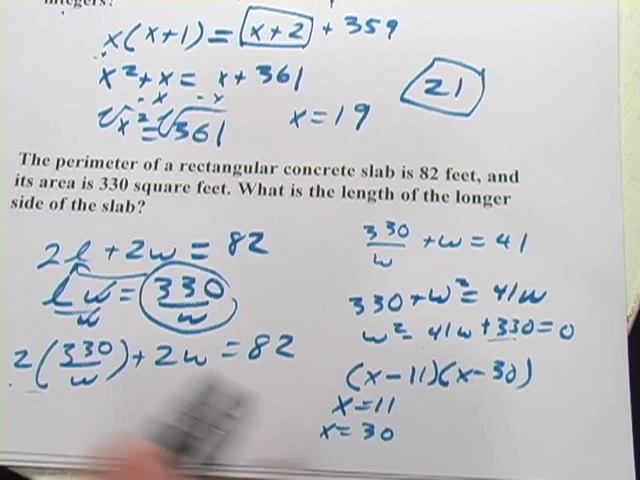 integers?
x(x+1) = x+2 + 359
x²+x = x+361
-x -x
√x² = √361
x=19
21
The perimeter of a rectangular concrete slab is 82 feet, and
its area is 330 square feet. What is the length of the longer
side of the slab?
2l + 2w = 82
lw/w = 330/w
2(330/w) + 2w = 82
330/w + w = 41
330 + w² = 41w
w² - 41w + 330 = 0
(x-11)(x-30)
x=11
x=30